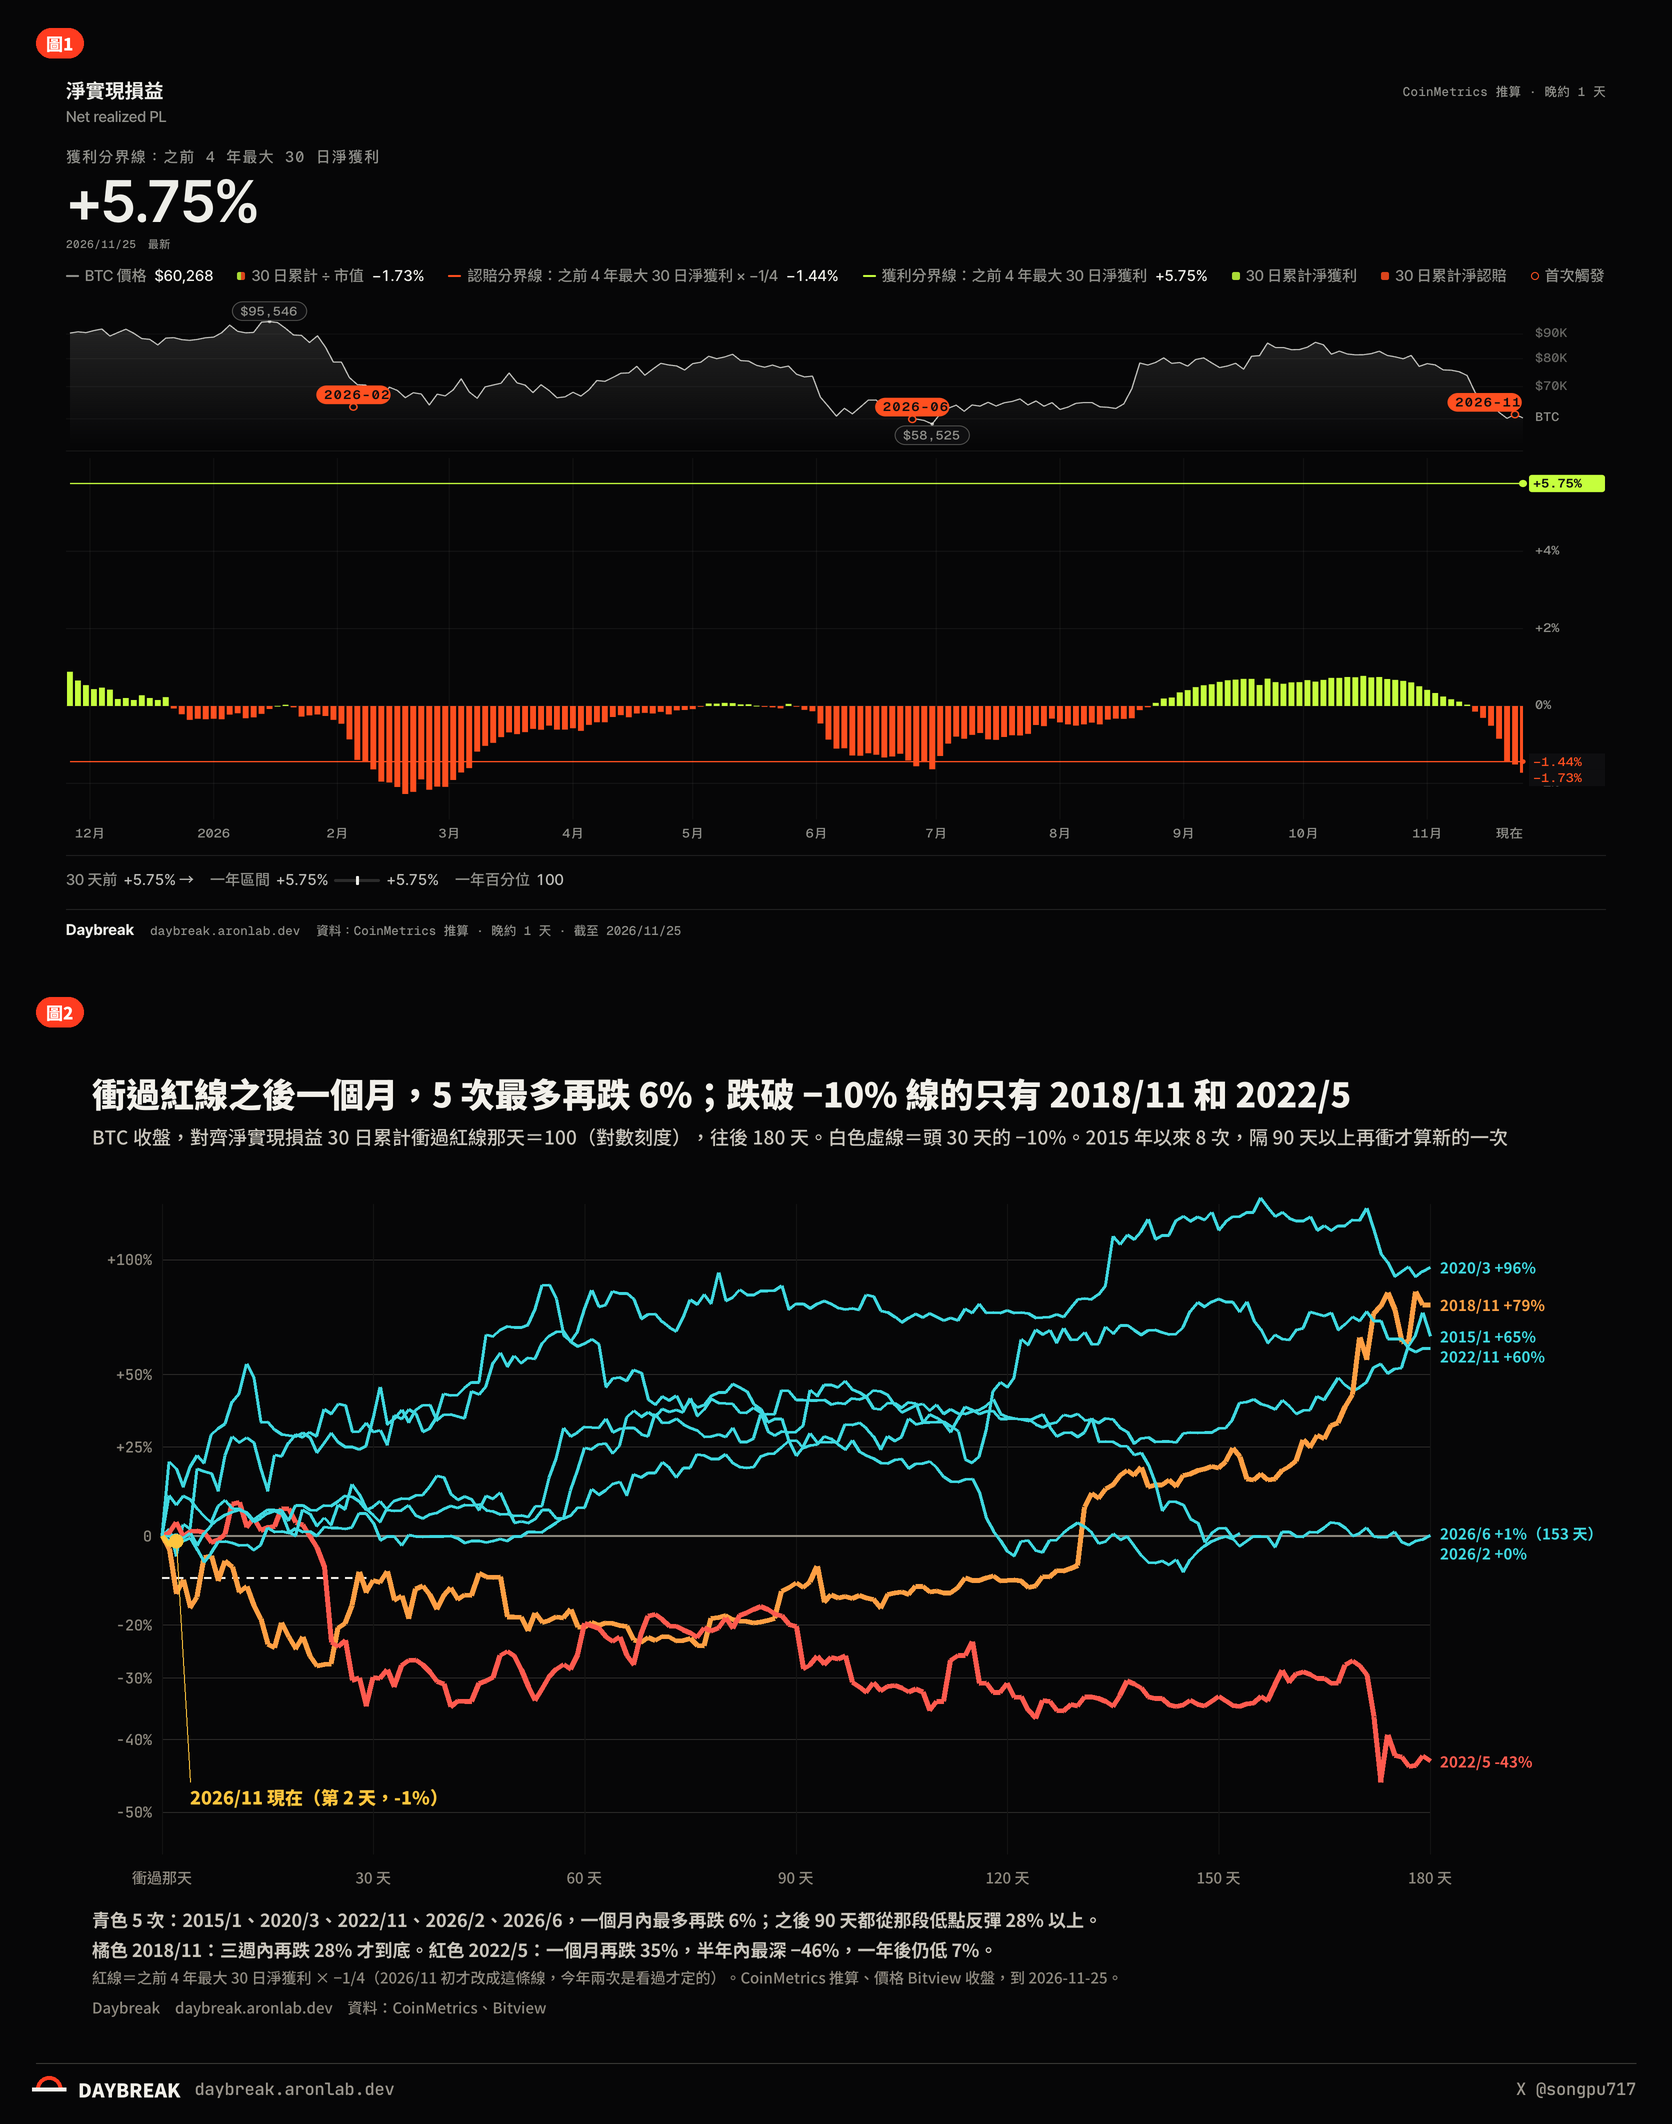 圖1
淨實現損益
CoinMetrics 推算 · 晚約 1 天
Net realized PL
獲利分界線：之前 4 年最大 30 日淨獲利
+5.75%
2026/11/25 最新
BTC 價格 $60,268 30 日累計 ÷ 市值 −1.73% 認賠分界線：之前 4 年最大 30 日淨獲利 × −1/4 −1.44% 獲利分界線：之前 4 年最大 30 日淨獲利 +5.75% 30 日累計淨獲利 30 日累計淨認賠 首次觸發
$95,546
$90K
$80K
$70K
2026-02
2026-06
2026-11
BTC
$58,525
+5.75%
+4%
+2%
0%
−1.44%
−1.73%
12月 2026 2月 3月 4月 5月 6月 7月 8月 9月 10月 11月 現在
30 天前 +5.75% → 一年區間 +5.75% +5.75% 一年百分位 100
Daybreak daybreak.aronlab.dev 資料：CoinMetrics 推算 · 晚約 1 天 · 截至 2026/11/25
圖2
衝過紅線之後一個月，5 次最多再跌 6%；跌破 −10% 線的只有 2018/11 和 2022/5
BTC 收盤，對齊淨實現損益 30 日累計衝過紅線那天＝100（對數刻度），往後 180 天。白色虛線＝頭 30 天的 −10%。2015 年以來 8 次，隔 90 天以上再衝才算新的一次
+100%
2020/3 +96%
2018/11 +79%
2015/1 +65%
2022/11 +60%
+50%
+25%
0
2026/6 +1%（153 天）
2026/2 +0%
-20%
-30%
-40%
2022/5 -43%
2026/11 現在（第 2 天，-1%）
-50%
衝過那天 30 天 60 天 90 天 120 天 150 天 180 天
青色 5 次：2015/1、2020/3、2022/11、2026/2、2026/6，一個月內最多再跌 6%；之後 90 天都從那段低點反彈 28% 以上。
橘色 2018/11：三週內再跌 28% 才到底。紅色 2022/5：一個月再跌 35%，半年內最深 −46%，一年後仍低 7%。
紅線＝之前 4 年最大 30 日淨獲利 × −1/4（2026/11 初才改成這條線，今年兩次是看過才定的）。CoinMetrics 推算、價格 Bitview 收盤，到 2026-11-25。
Daybreak daybreak.aronlab.dev 資料：CoinMetrics、Bitview
DAYBREAK daybreak.aronlab.dev
X @songpu717